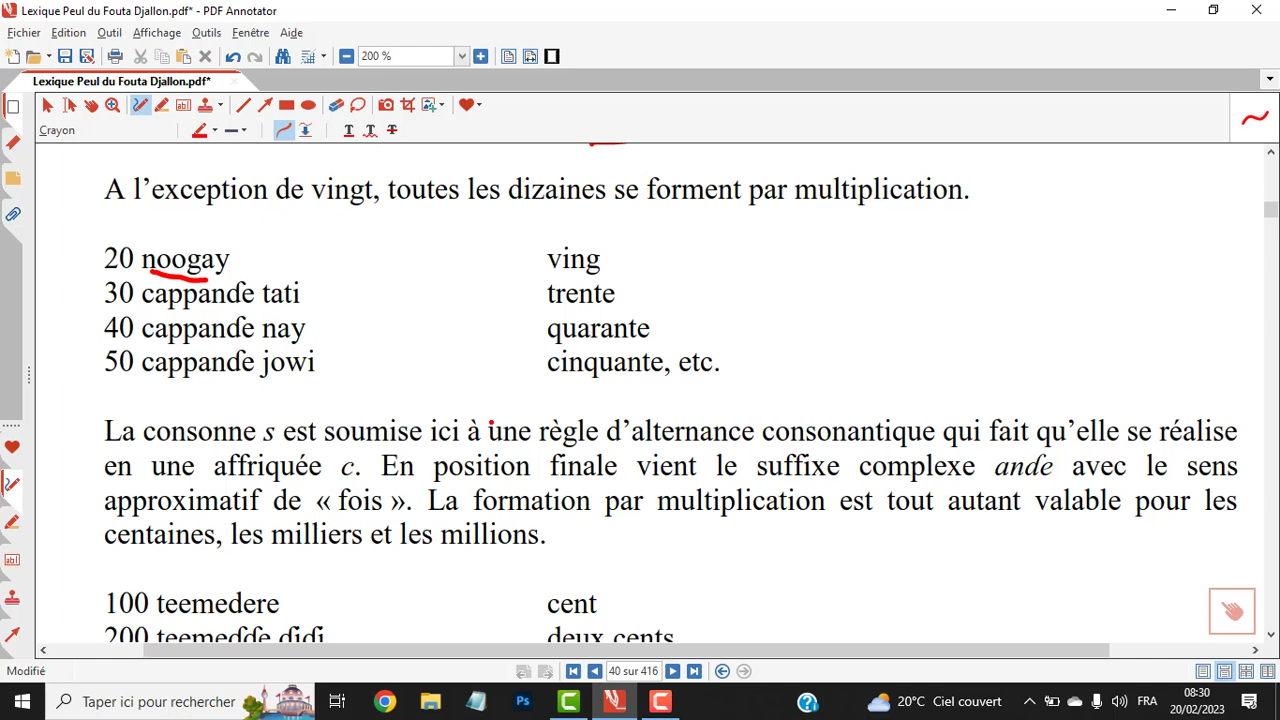 Lexique Peul du Fouta Djallon.pdf* - PDF Annotator
Fichier Edition Outil Affichage Outils Fenêtre Aide
200 %
Lexique Peul du Fouta Djallon.pdf*
Crayon
A l’exception de vingt, toutes les dizaines se forment par multiplication.
20 noogay ving
30 cappanɗe tati trente
40 cappanɗe nay quarante
50 cappanɗe jowi cinquante, etc.
La consonne s est soumise ici à une règle d’alternance consonantique qui fait qu’elle se réalise
en une affriquée c. En position finale vient le suffixe complexe anɗe avec le sens
approximatif de « fois ». La formation par multiplication est tout autant valable pour les
centaines, les milliers et les millions.
100 teemedere cent
200 teemeɗɗe ɗiɗi deux cents
Modifié 40 sur 416
Taper ici pour rechercher Ps 20°C Ciel couvert FRA 08:30
20/02/2023